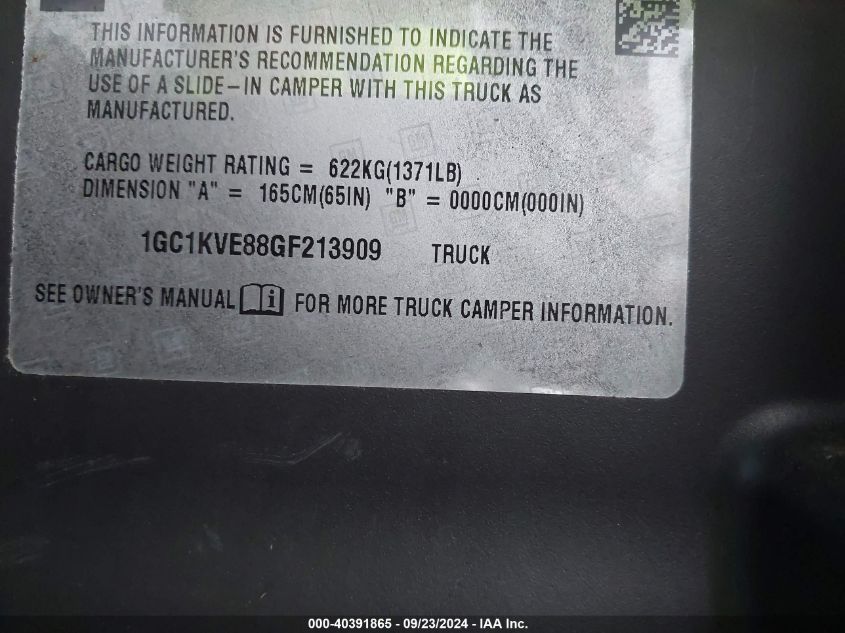 THIS INFORMATION IS FURNISHED TO INDICATE THE
MANUFACTURER'S RECOMMENDATION REGARDING THE
USE OF A SLIDE-IN CAMPER WITH THIS TRUCK AS
MANUFACTURED.
CARGO WEIGHT RATING = 622KG(1371LB)
DIMENSION "A" = 165CM(65IN) "B" = 0000CM(000IN)
1GC1KVE88GF213909 TRUCK
SEE OWNER'S MANUAL i FOR MORE TRUCK CAMPER INFORMATION.
000-40391865 - 09/23/2024 - IAA Inc.